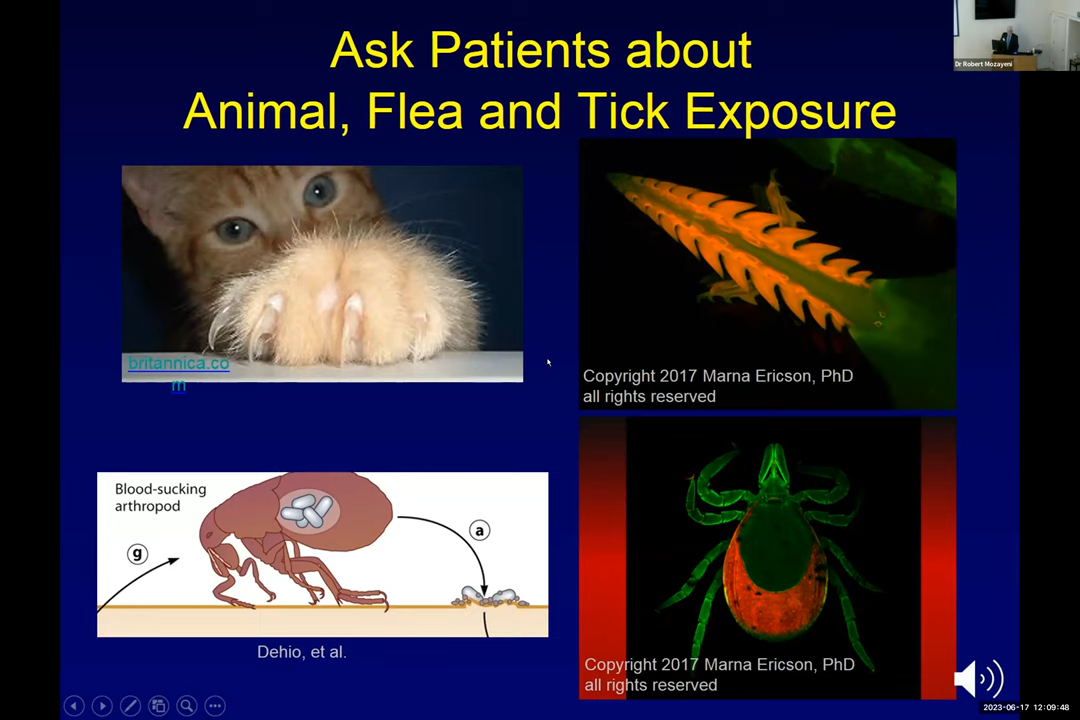 Ask Patients about
Animal, Flea and Tick Exposure
Dr Robert Mozayeni
britannica.co
m
Copyright 2017 Marna Ericson, PhD
all rights reserved
Blood-sucking
arthropod
g
a
Dehio, et al.
Copyright 2017 Marna Ericson, PhD
all rights reserved
2023-06-17 12:09:48